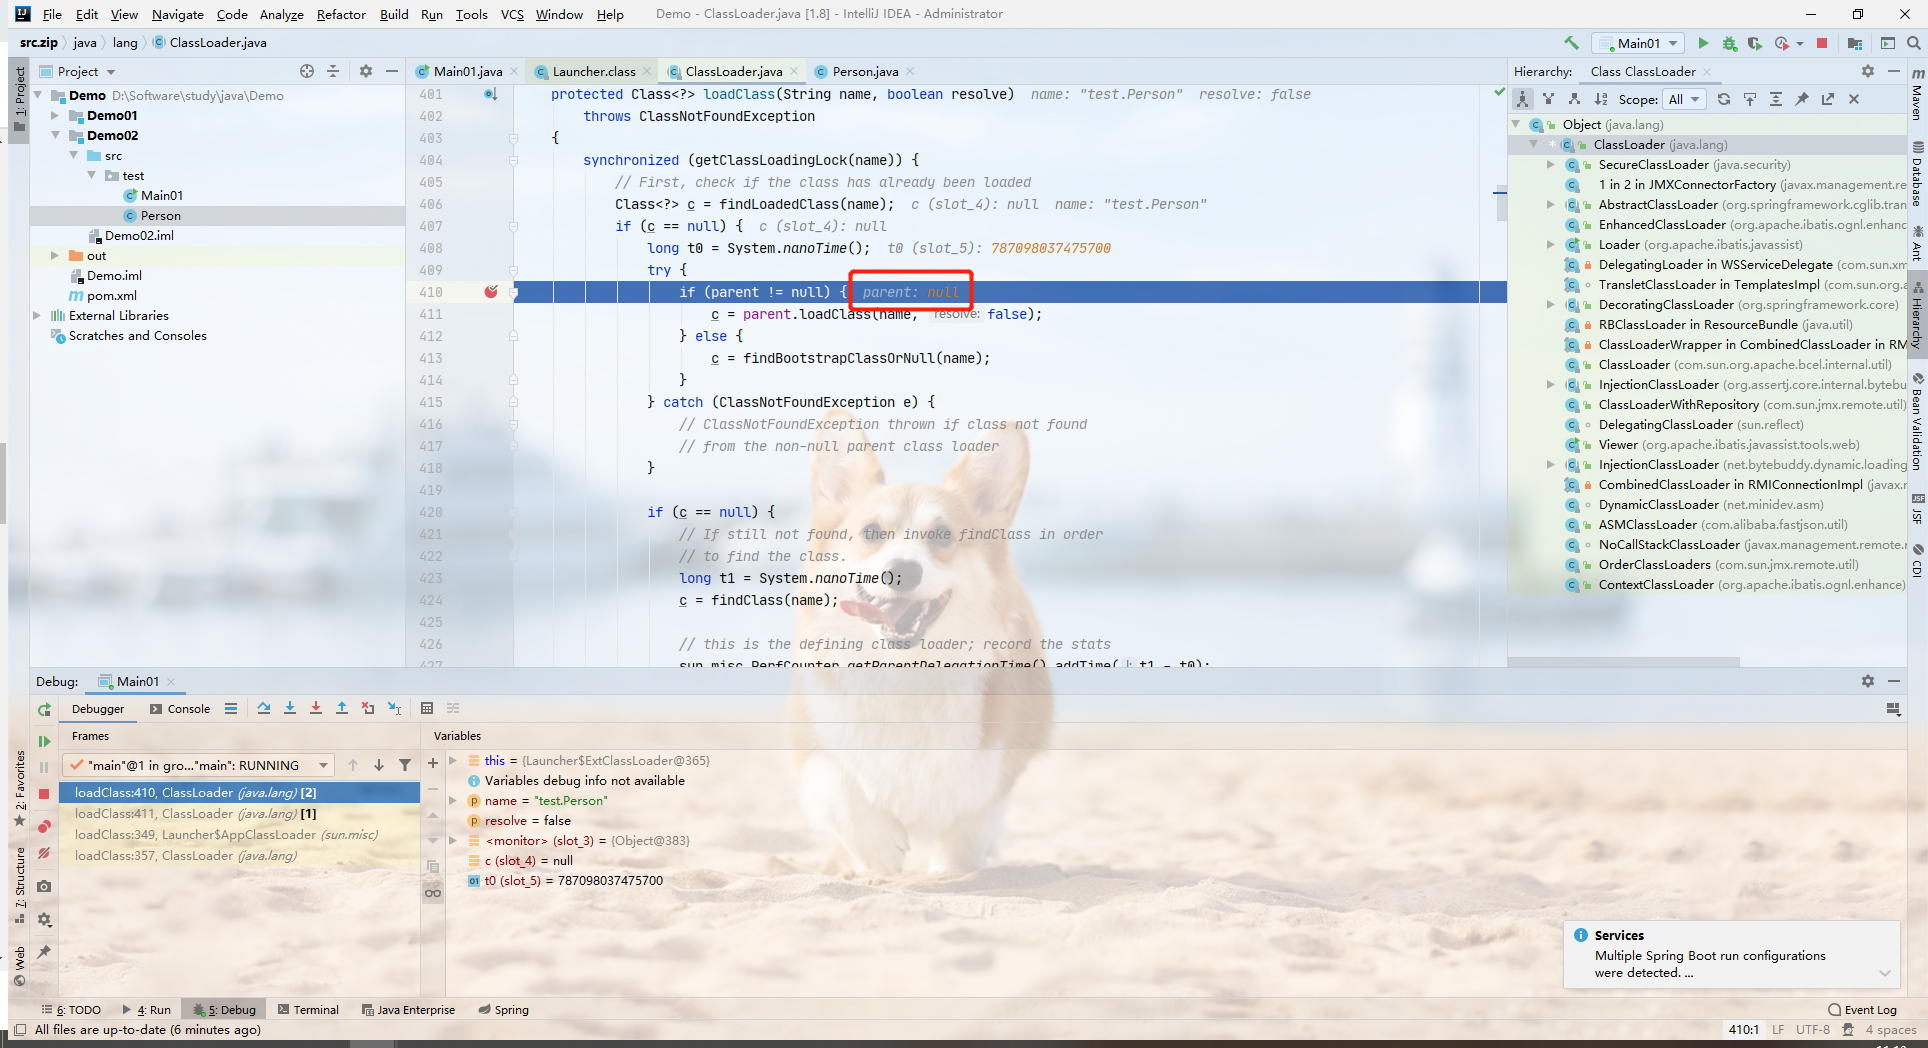 File Edit View Navigate Code Analyze Refactor Build Run Tools VCS Window Help Demo - ClassLoader.java [1.8] - IntelliJ IDEA - Administrator
src.zip java lang ClassLoader.java Main01
Project
Main01.java Launcher.class ClassLoader.java Person.java
Hierarchy: Class ClassLoader
Scope: All
1: Project
Demo D:\Software\study\java\Demo
Demo01
Demo02
src
test
Main01
Person
Demo02.iml
out
Demo.iml
pom.xml
External Libraries
Scratches and Consoles
401 protected Class<?> loadClass(String name, boolean resolve) name: "test.Person" resolve: false
402 throws ClassNotFoundException
403 {
404 synchronized (getClassLoadingLock(name)) {
405 // First, check if the class has already been loaded
406 Class<?> c = findLoadedClass(name); c (slot_4): null name: "test.Person"
407 if (c == null) { c (slot_4): null
408 long t0 = System.nanoTime(); t0 (slot_5): 787098037475700
409 try {
410 if (parent != null) { parent: null
411 c = parent.loadClass(name, resolve: false);
412 } else {
413 c = findBootstrapClassOrNull(name);
414 }
415 } catch (ClassNotFoundException e) {
416 // ClassNotFoundException thrown if class not found
417 // from the non-null parent class loader
418 }
419
420 if (c == null) {
421 // If still not found, then invoke findClass in order
422 // to find the class.
423 long t1 = System.nanoTime();
424 c = findClass(name);
425
426 // this is the defining class loader; record the stats
427 sun.misc.PerfCounter.getParentDelegationTime().addTime( t1 - t0);
Object (java.lang)
* ClassLoader (java.lang)
SecureClassLoader (java.security)
1 in 2 in JMXConnectorFactory (javax.management.re
AbstractClassLoader (org.springframework.cglib.tran
EnhancedClassLoader (org.apache.ibatis.ognl.enhanc
Loader (org.apache.ibatis.javassist)
DelegatingLoader in WSServiceDelegate (com.sun.xm
TransletClassLoader in TemplatesImpl (com.sun.org.a
DecoratingClassLoader (org.springframework.core)
RBClassLoader in ResourceBundle (java.util)
ClassLoaderWrapper in CombinedClassLoader in RM
ClassLoader (com.sun.org.apache.bcel.internal.util)
InjectionClassLoader (org.assertj.core.internal.bytebu
ClassLoaderWithRepository (com.sun.jmx.remote.util)
DelegatingClassLoader (sun.reflect)
Viewer (org.apache.ibatis.javassist.tools.web)
InjectionClassLoader (net.bytebuddy.dynamic.loading
CombinedClassLoader in RMIConnectionImpl (javax.r
DynamicClassLoader (net.minidev.asm)
ASMClassLoader (com.alibaba.fastjson.util)
NoCallStackClassLoader (javax.management.remote.r
OrderClassLoaders (com.sun.jmx.remote.util)
ContextClassLoader (org.apache.ibatis.ognl.enhance)
Maven
Database
Ant
Hierarchy
Bean Validation
JSF
CDI
Debug: Main01
Debugger Console
Frames
Variables
"main"@1 in gro..."main": RUNNING
loadClass:410, ClassLoader (java.lang) [2]
loadClass:411, ClassLoader (java.lang) [1]
loadClass:349, Launcher$AppClassLoader (sun.misc)
loadClass:357, ClassLoader (java.lang)
this = {Launcher$ExtClassLoader@365}
Variables debug info not available
name = "test.Person"
resolve = false
<monitor> (slot_3) = {Object@383}
c (slot_4) = null
t0 (slot_5) = 787098037475700
2: Favorites
7: Structure
Web
Services
Multiple Spring Boot run configurations
were detected. ...
6: TODO 4: Run 5: Debug Terminal Java Enterprise Spring Event Log
All files are up-to-date (6 minutes ago) 410:1 LF UTF-8 4 spaces